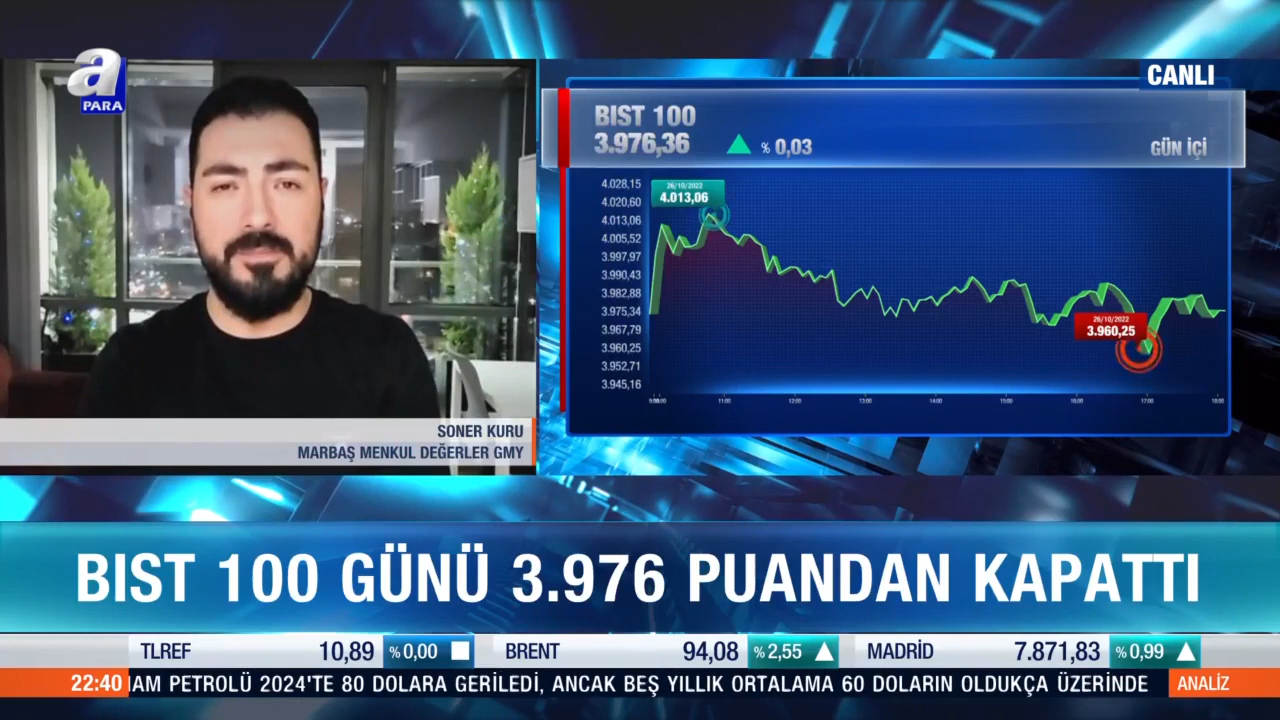 a
PARA
CANLI
BIST 100
3.976,36
% 0,03
GÜN İÇİ
4.028,15
4.020,60
4.013,06
4.005,52
3.997,97
3.990,43
3.982,88
3.975,34
3.967,79
3.960,25
3.952,71
3.945,16
26/10/2022
4.013,06
26/10/2022
3.960,25
11:00
12:00
13:00
14:00
15:00
16:00
17:00
18:00
SONER KURU
MARBAŞ MENKUL DEĞERLER GMY
BIST 100 GÜNÜ 3.976 PUANDAN KAPATTI
TLREF 10,89 %0,00 BRENT 94,08 %2,55 MADRİD 7.871,83 %0,99
22:40 HAM PETROLÜ 2024'TE 80 DOLARA GERİLEDİ, ANCAK BEŞ YILLIK ORTALAMA 60 DOLARIN OLDUKÇA ÜZERİNDE ANALİZ